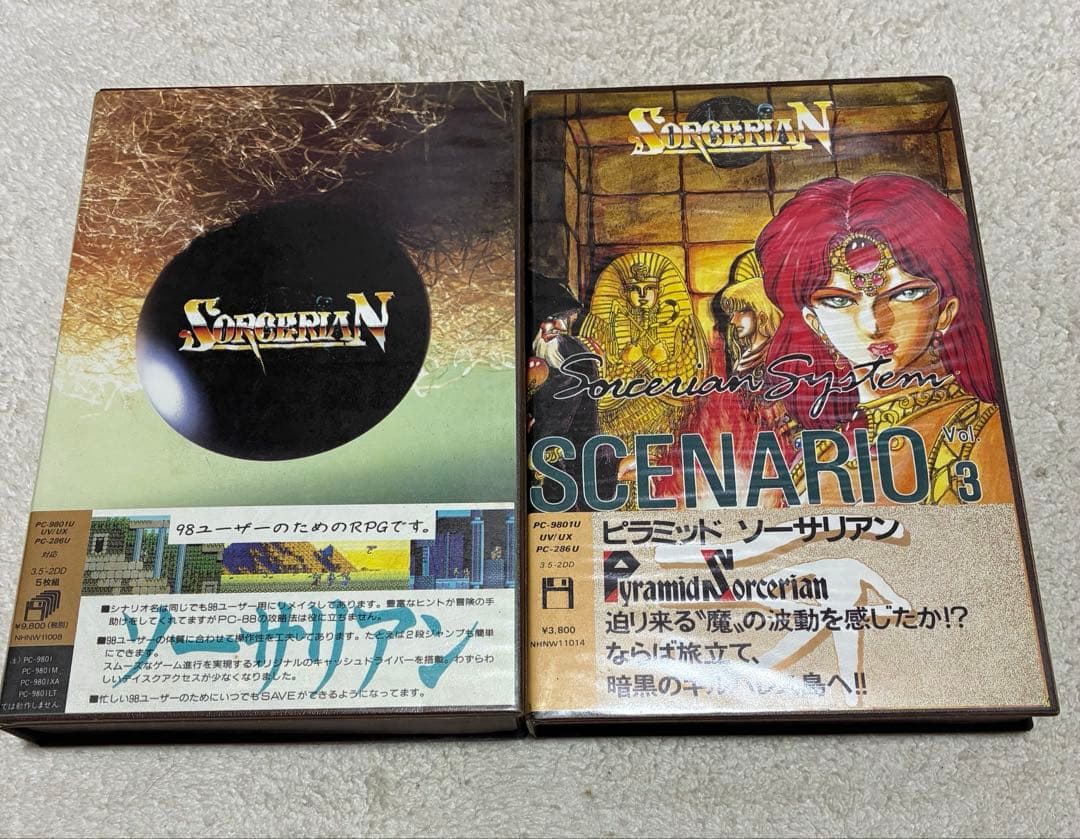 SORCERIAN
98ユーザーのためのRPGです。
PC-9801U
UV/UX
PC-286U
対応
3.5-2DD
5枚組
¥9,800(税別)
NHNW11008
(注)PC-9801
PC-9801M
PC-9801XA
PC-9801LT
では動作しません。
ソーサリアン
■シナリオ名は同じでも98ユーザー用にリメイクしてあります。豊富なヒントが冒険の手
助けをしてくれますがPC-88の攻略法は役に立ちません。
■98ユーザーの体質に合わせて操作性を工夫してあります。たとえば2段ジャンプも簡単
にできます。
スムーズなゲーム進行を実現するオリジナルのキャッシュドライバーを搭載。わずらわ
しいディスクアクセスが少なくなりました。
■忙しい98ユーザーのためにいつでもSAVEができるようになってます。
SORCERIAN
Sorcerian System
SCENARIO Vol. 3
PC-9801U
UV/UX
PC-286U
3.5-2DD
¥3,800
NHNW11014
ピラミッド ソーサリアン
Pyramid Sorcerian
迫り来る"魔"の波動を感じたか!?
ならば旅立て、
暗黒のキル島へ!!